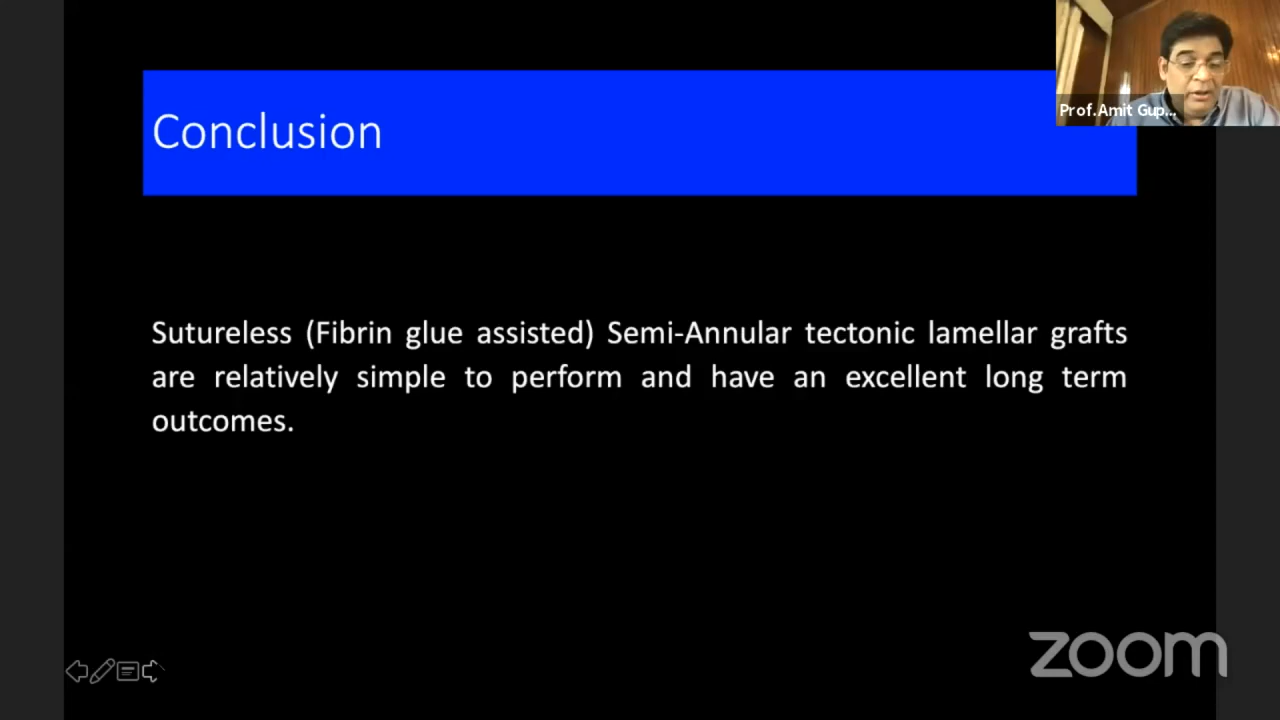 Prof.Amit Gup...
Conclusion
Sutureless (Fibrin glue assisted) Semi-Annular tectonic lamellar grafts
are relatively simple to perform and have an excellent long term
outcomes.
zoom